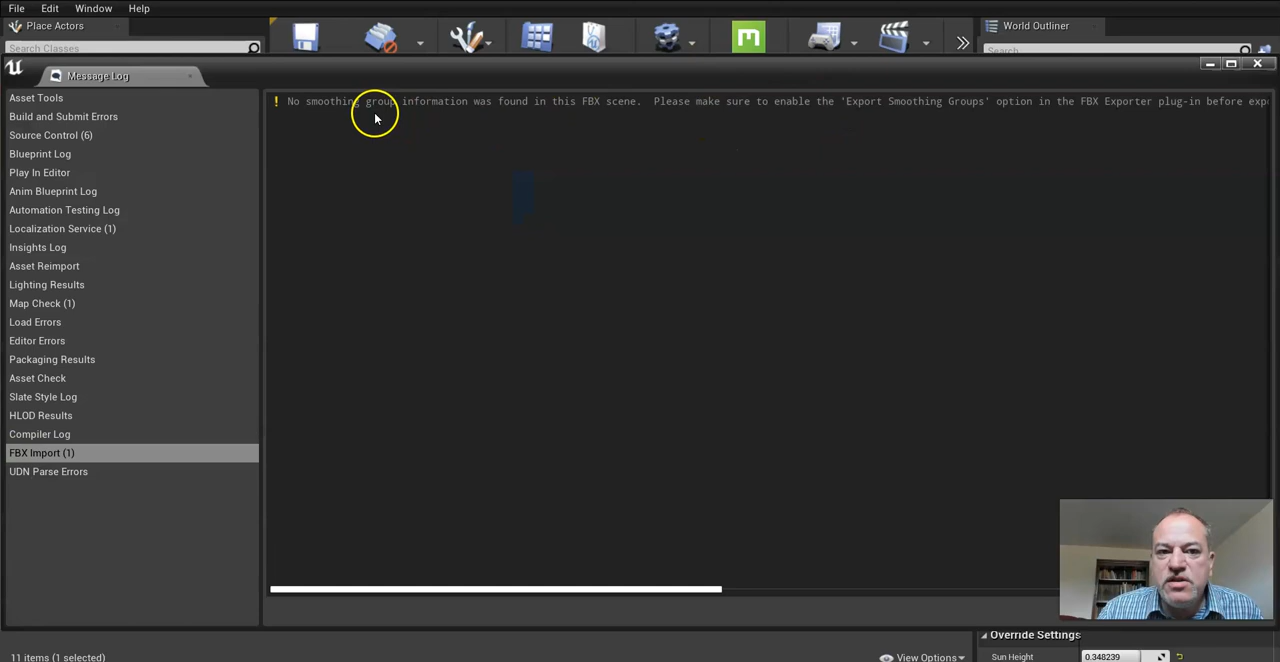 File Edit Window Help
Place Actors
World Outliner
Search Classes
Search
Message Log
Asset Tools
! No smoothing group information was found in this FBX scene. Please make sure to enable the 'Export Smoothing Groups' option in the FBX Exporter plug-in before exp
Build and Submit Errors
Source Control (6)
Blueprint Log
Play In Editor
Anim Blueprint Log
Automation Testing Log
Localization Service (1)
Insights Log
Asset Reimport
Lighting Results
Map Check (1)
Load Errors
Editor Errors
Packaging Results
Asset Check
Slate Style Log
HLOD Results
Compiler Log
FBX Import (1)
UDN Parse Errors
Override Settings
11 items (1 selected)
View Options
Sun Height 0.348239